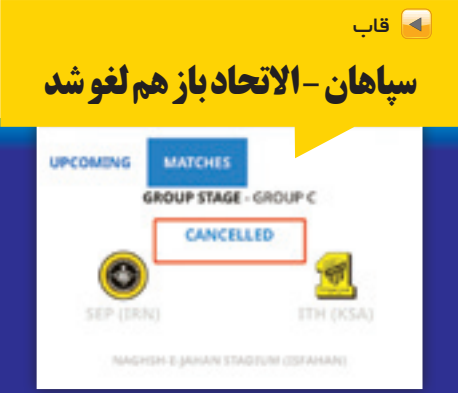 قاب
سپاهان - الاتحاد باز هم لغو شد
UPCOMING MATCHES
GROUP STAGE - GROUP C
CANCELLED
SEP (IRN) ITH (KSA)
NAGHSH-E-JAHAN STADIUM (ISFAHAN)